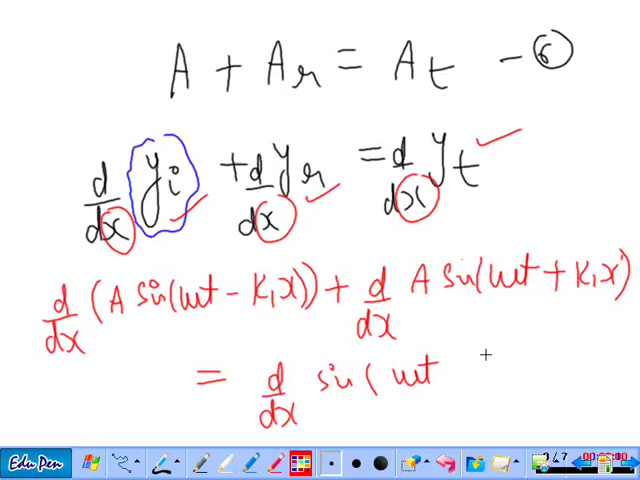 A + Ar = At - ⑥
d/dx yi + d/dx yr = d/dx yt
d/dx (A sin(ωt - K₁x)) + d/dx A sin(ωt + K₁x)
= d/dx sin( ωt
Edu Pen